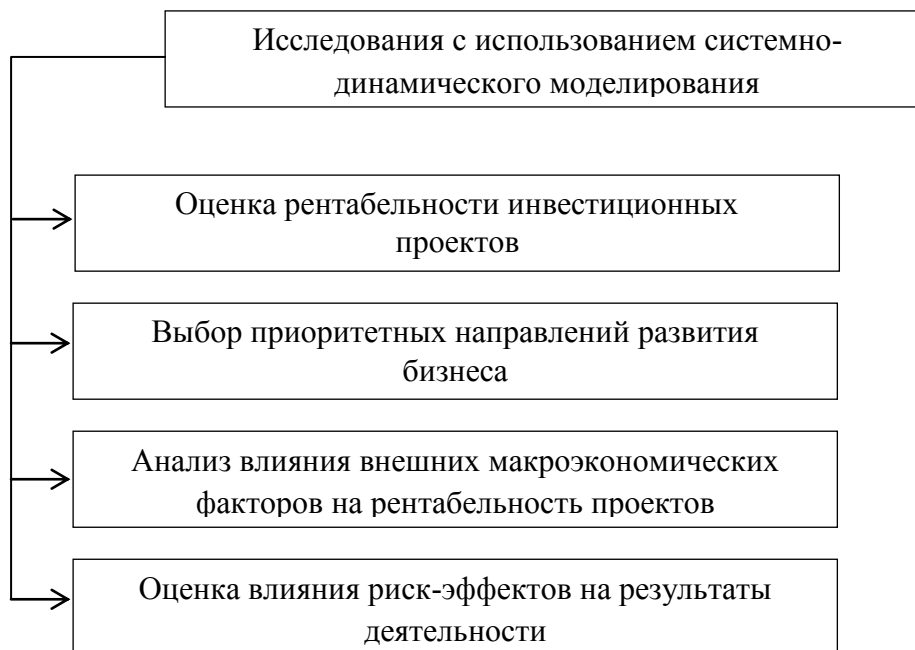 Исследования с использованием системно-
динамического моделирования
Оценка рентабельности инвестиционных
проектов
Выбор приоритетных направлений развития
бизнеса
Анализ влияния внешних макроэкономических
факторов на рентабельность проектов
Оценка влияния риск-эффектов на результаты
деятельности